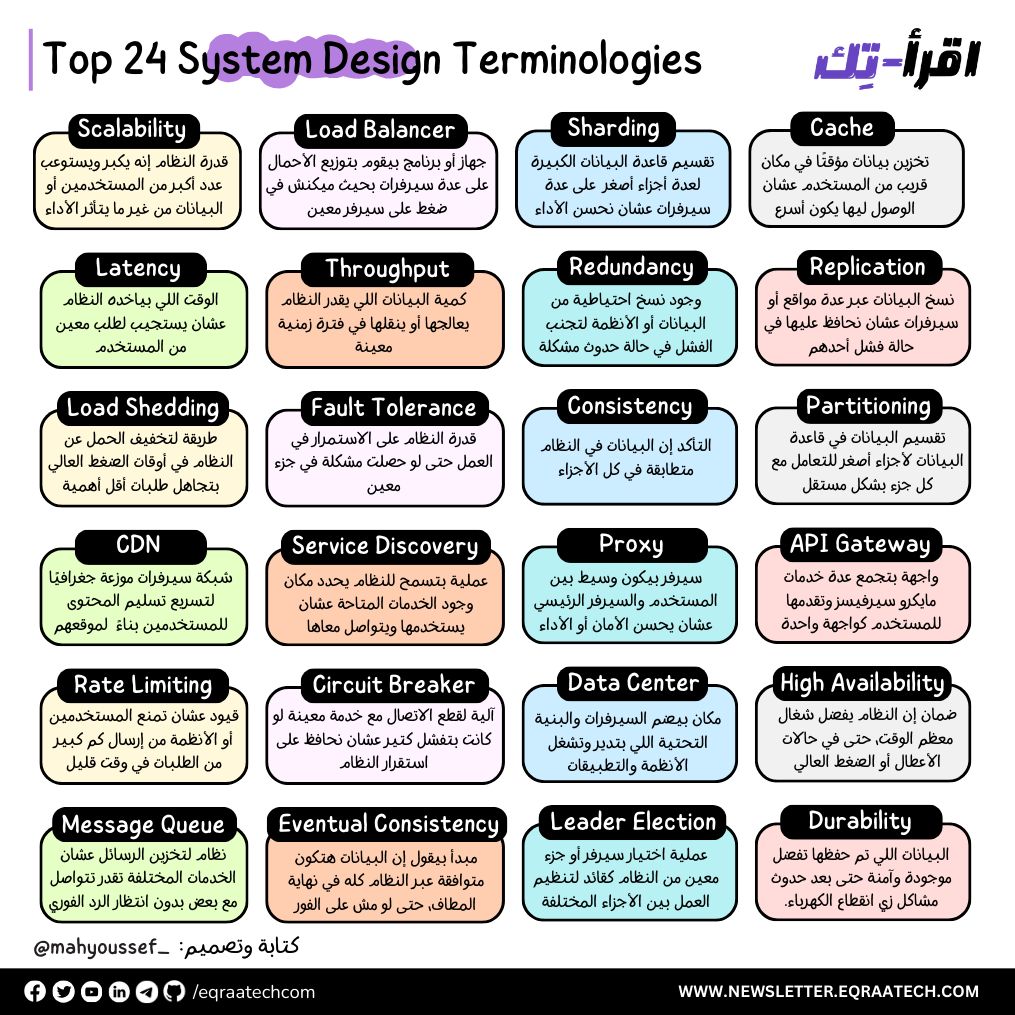 Top 24 System Design Terminologies
اقرأ-تِك
Scalability
قدرة النظام إنه يكبر ويستوعب
عدد أكبر من المستخدمين أو
البيانات من غير ما يتأثر الأداء
Load Balancer
جهاز أو برنامج بيقوم بتوزيع الأحمال
على عدة سيرفرات بحيث ميكنش في
ضغط على سيرفر معين
Sharding
تقسيم قاعدة البيانات الكبيرة
لعدة أجزاء أصغر على عدة
سيرفرات عشان نحسن الأداء
Cache
تخزين بيانات مؤقتًا في مكان
قريب من المستخدم عشان
الوصول ليها يكون أسرع
Latency
الوقت اللي بياخده النظام
عشان يستجيب لطلب معين
من المستخدم
Throughput
كمية البيانات اللي يقدر النظام
يعالجها أو ينقلها في فترة زمنية
معينة
Redundancy
وجود نسخ احتياطية من
البيانات أو الأنظمة لتجنب
الفشل في حالة حدوث مشكلة
Replication
نسخ البيانات عبر عدة مواقع أو
سيرفرات عشان نحافظ عليها في
حالة فشل أحدهم
Load Shedding
طريقة لتخفيف الحمل عن
النظام في أوقات الضغط العالي
بتجاهل طلبات أقل أهمية
Fault Tolerance
قدرة النظام على الاستمرار في
العمل حتى لو حصلت مشكلة في جزء
معين
Consistency
التأكد إن البيانات في النظام
متطابقة في كل الأجزاء
Partitioning
تقسيم البيانات في قاعدة
البيانات لأجزاء أصغر للتعامل مع
كل جزء بشكل مستقل
CDN
شبكة سيرفرات موزعة جغرافيًا
لتسريع تسليم المحتوى
للمستخدمين بناءً لموقعهم
Service Discovery
عملية بتسمح للنظام يحدد مكان
وجود الخدمات المتاحة عشان
يستخدمها ويتواصل معاها
Proxy
سيرفر بيكون وسيط بين
المستخدم والسيرفر الرئيسي
عشان يحسن الأمان أو الأداء
API Gateway
واجهة بتجمع عدة خدمات
مايكرو سيرفيسز وتقدمها
للمستخدم كواجهة واحدة
Rate Limiting
قيود عشان تمنع المستخدمين
أو الأنظمة من إرسال كم كبير
من الطلبات في وقت قليل
Circuit Breaker
آلية لقطع الاتصال مع خدمة معينة لو
كانت بتفشل كتير عشان نحافظ على
استقرار النظام
Data Center
مكان بيضم السيرفرات والبنية
التحتية اللي بتدير وتشغل
الأنظمة والتطبيقات
High Availability
ضمان إن النظام يفضل شغال
معظم الوقت، حتى في حالات
الأعطال أو الضغط العالي
Message Queue
نظام لتخزين الرسائل عشان
الخدمات المختلفة تقدر تتواصل
مع بعض بدون انتظار الرد الفوري
Eventual Consistency
مبدأ بيقول إن البيانات هتكون
متوافقة عبر النظام كله في نهاية
المطاف، حتى لو مش على الفور
Leader Election
عملية اختيار سيرفر أو جزء
معين من النظام كقائد لتنظيم
العمل بين الأجزاء المختلفة
Durability
البيانات اللي تم حفظها تفضل
موجودة وآمنة حتى بعد حدوث
مشاكل زي انقطاع الكهرباء.
كتابة وتصميم: @mahyoussef_
/eqraatechcom
WWW.NEWSLETTER.EQRAATECH.COM